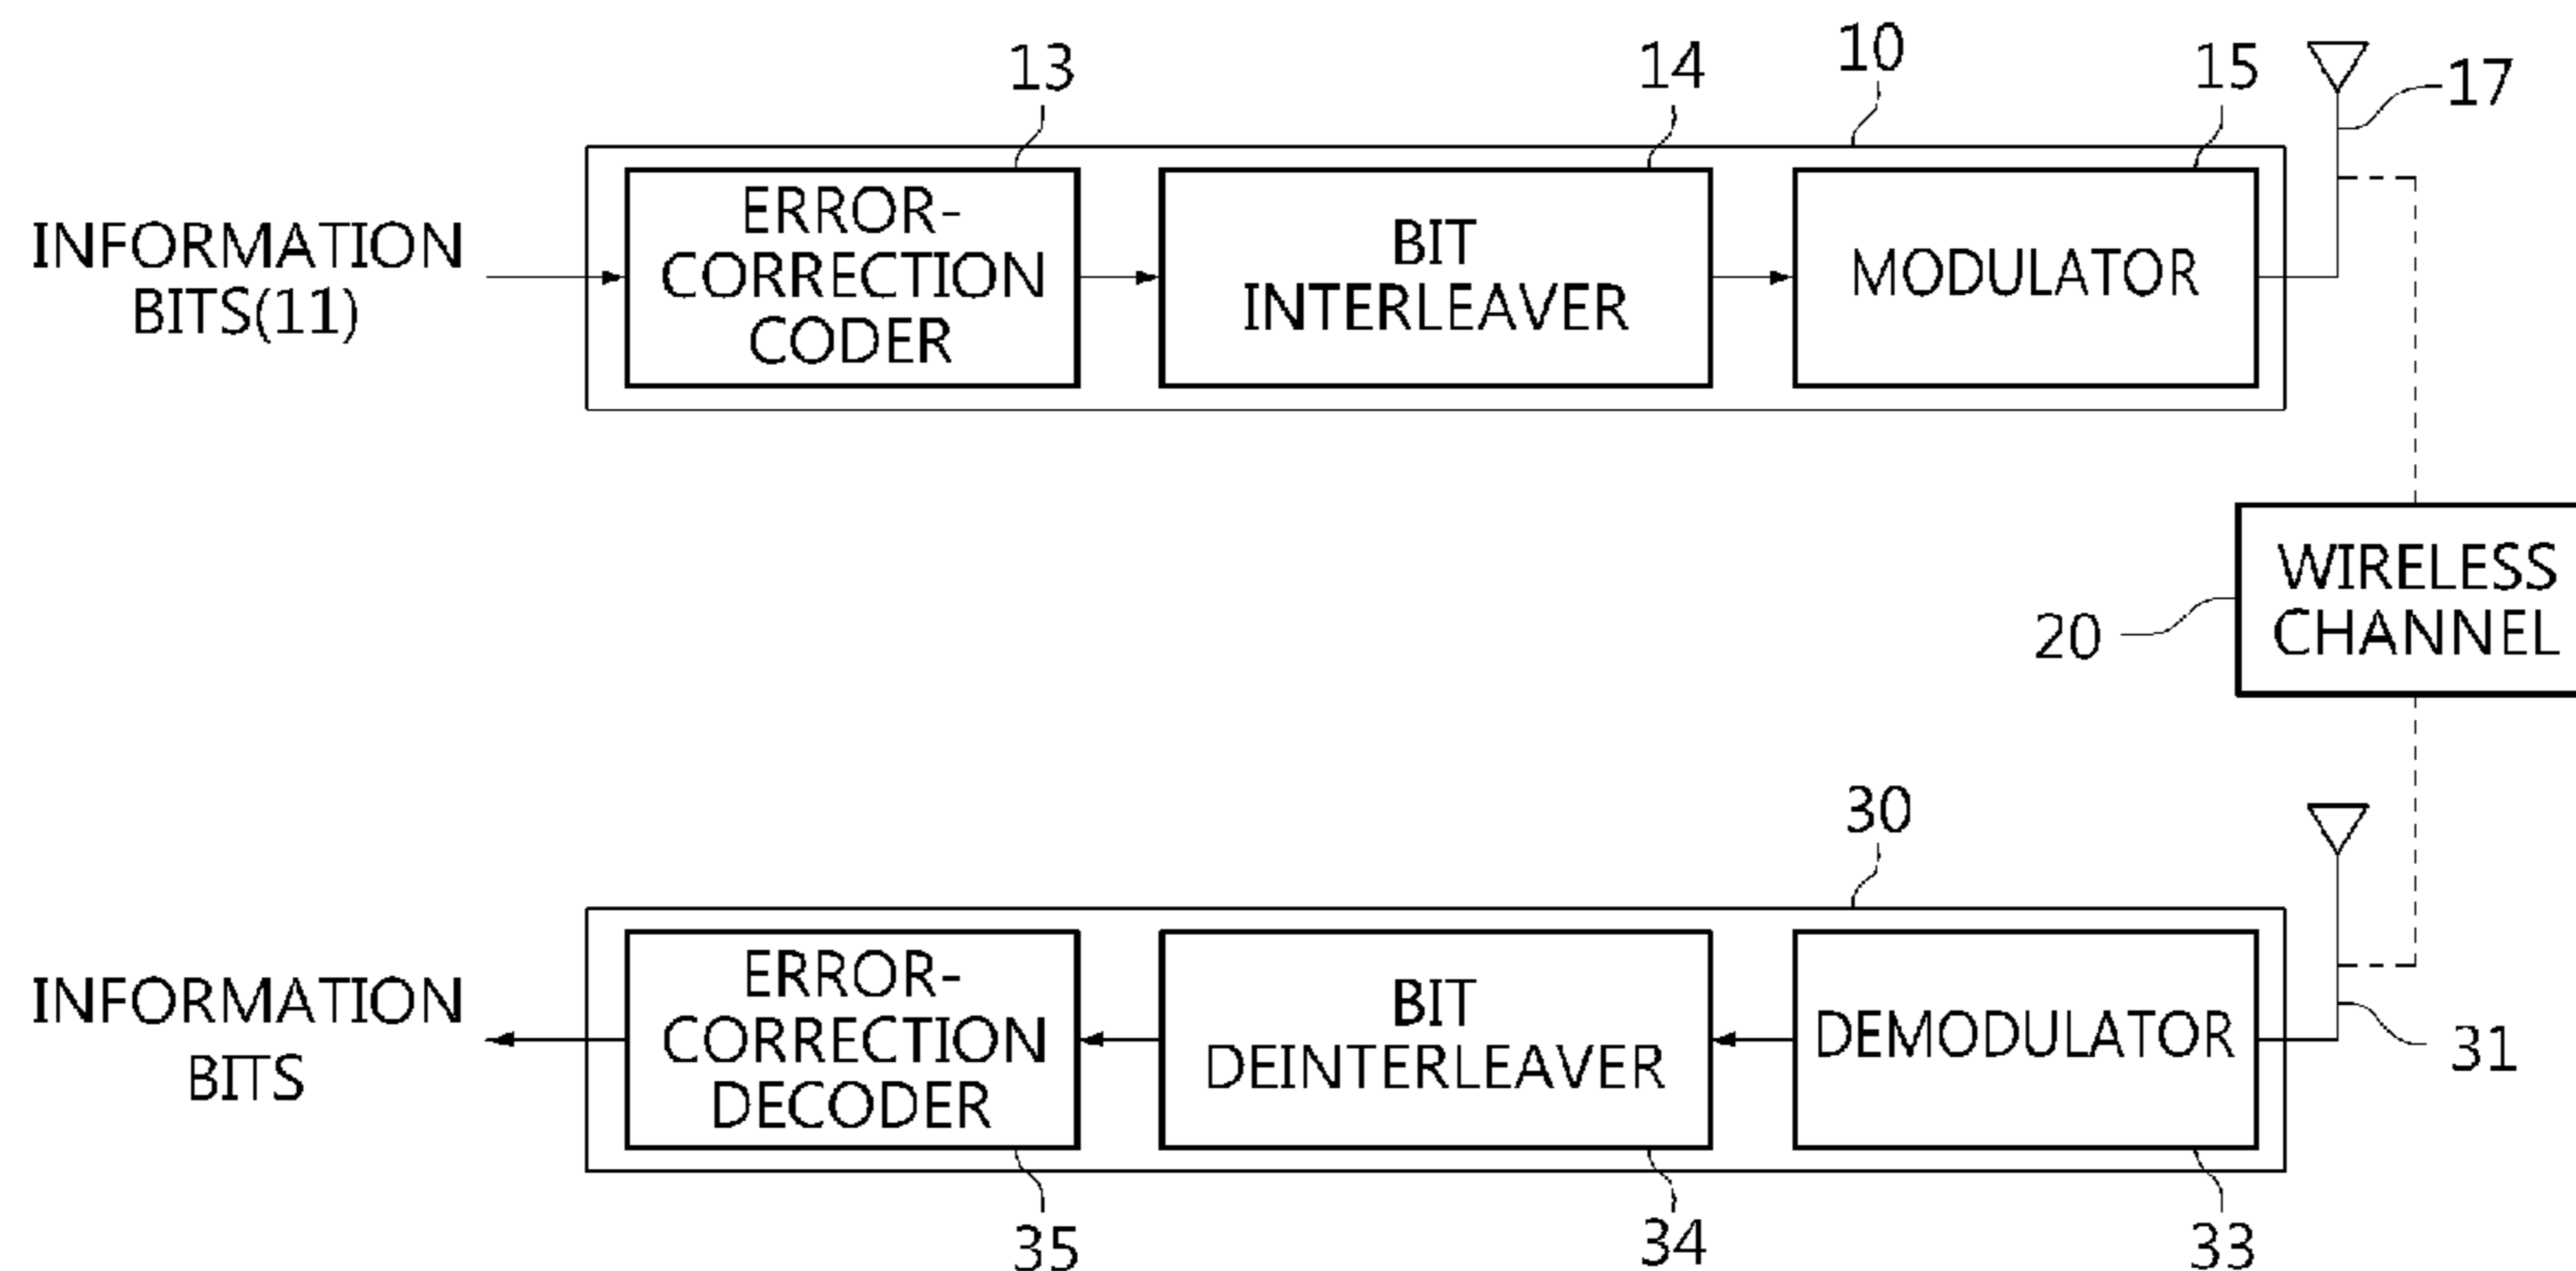 13
14
10
15
17
INFORMATION
BITS(11)
ERROR-
CORRECTION
CODER
BIT
INTERLEAVER
MODULATOR
WIRELESS
CHANNEL
20
30
INFORMATION
BITS
ERROR-
CORRECTION
DECODER
BIT
DEINTERLEAVER
DEMODULATOR
31
35
34
33